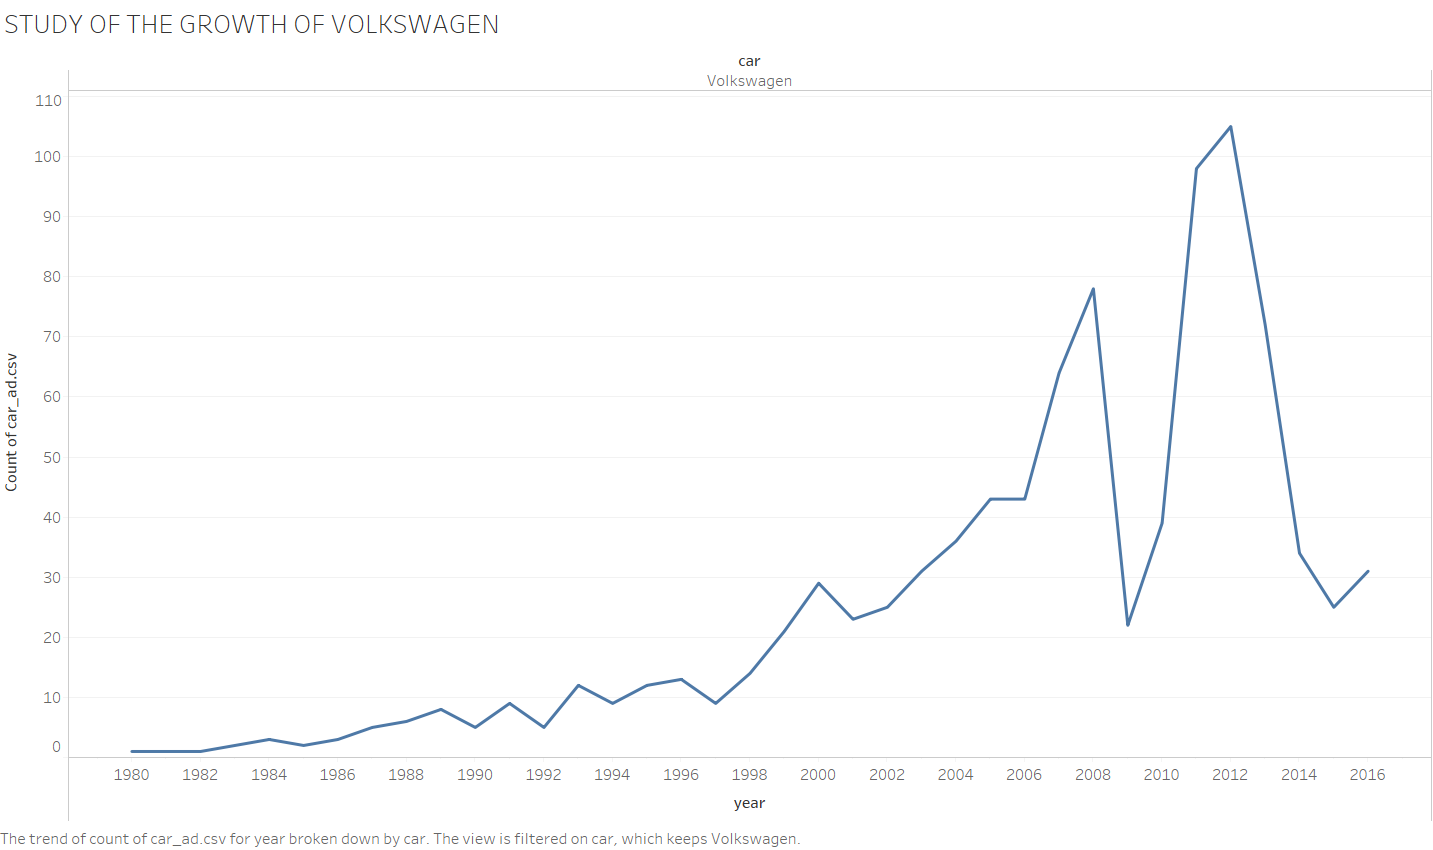 STUDY OF THE GROWTH OF VOLKSWAGEN
car
Volkswagen
110
100
90
80
70
60
50
40
30
20
10
0
Count of car_ad.csv
1980 1982 1984 1986 1988 1990 1992 1994 1996 1998 2000 2002 2004 2006 2008 2010 2012 2014 2016
year
The trend of count of car_ad.csv for year broken down by car. The view is filtered on car, which keeps Volkswagen.